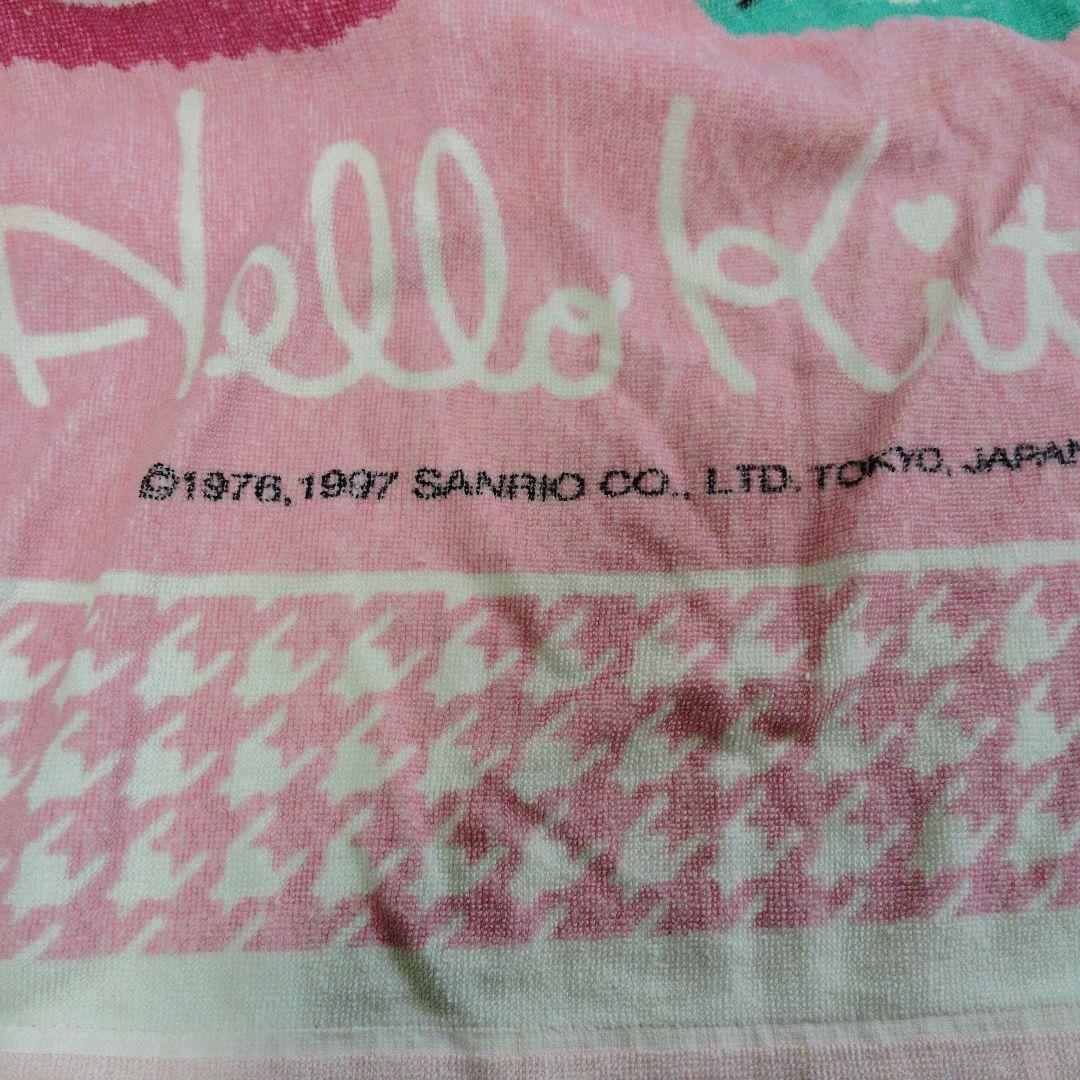 Hello Kit
©1976,1997 SANRIO CO., LTD. TOKYO, JAPAN